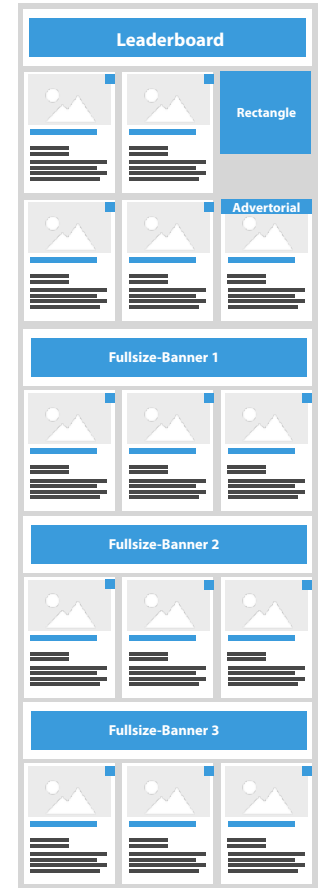 Leaderboard
Rectangle
Advertorial
Fullsize-Banner 1
Fullsize-Banner 2
Fullsize-Banner 3